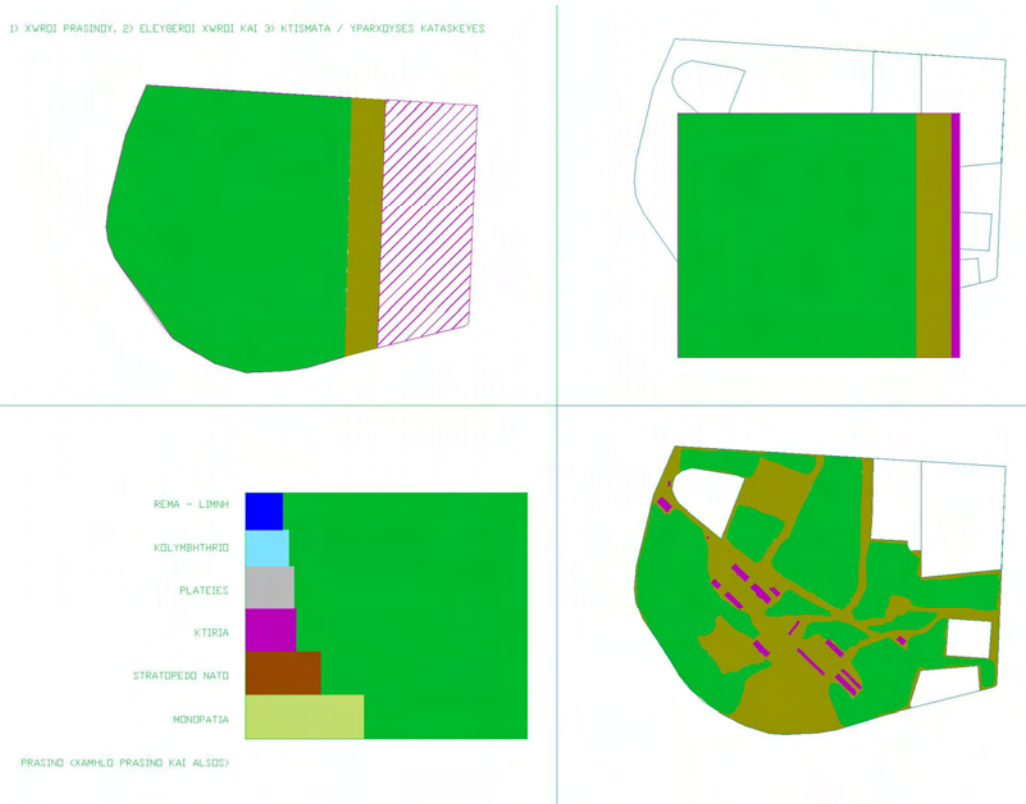 1) XWROI PRASINOY, 2) ELEYBEROI XWROI KAI 3) KTISMATA / YPARXOYSES KATASKEYES
REMA - LIMNH
KOLYMBHTHRIO
PLATEIES
KTIRIA
STRATOPEDO NATO
MONOPATIA
PRASINO (XAMHLO PRASINO KAI ALSOS)